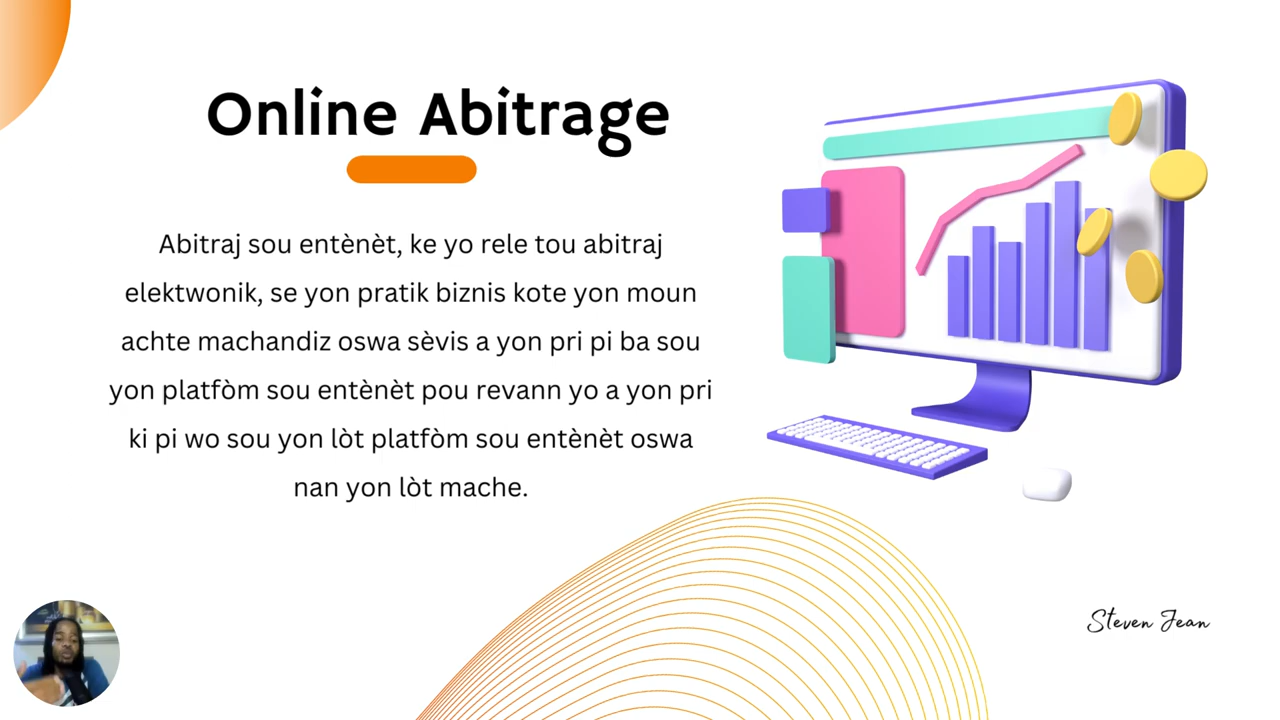 Online Abitrage
Abitraj sou entènèt, ke yo rele tou abitraj
elektwonik, se yon pratik biznis kote yon moun
achte machandiz oswa sèvis a yon pri pi ba sou
yon platfòm sou entènèt pou revann yo a yon pri
ki pi wo sou yon lòt platfòm sou entènèt oswa
nan yon lòt mache.
Steven Jean